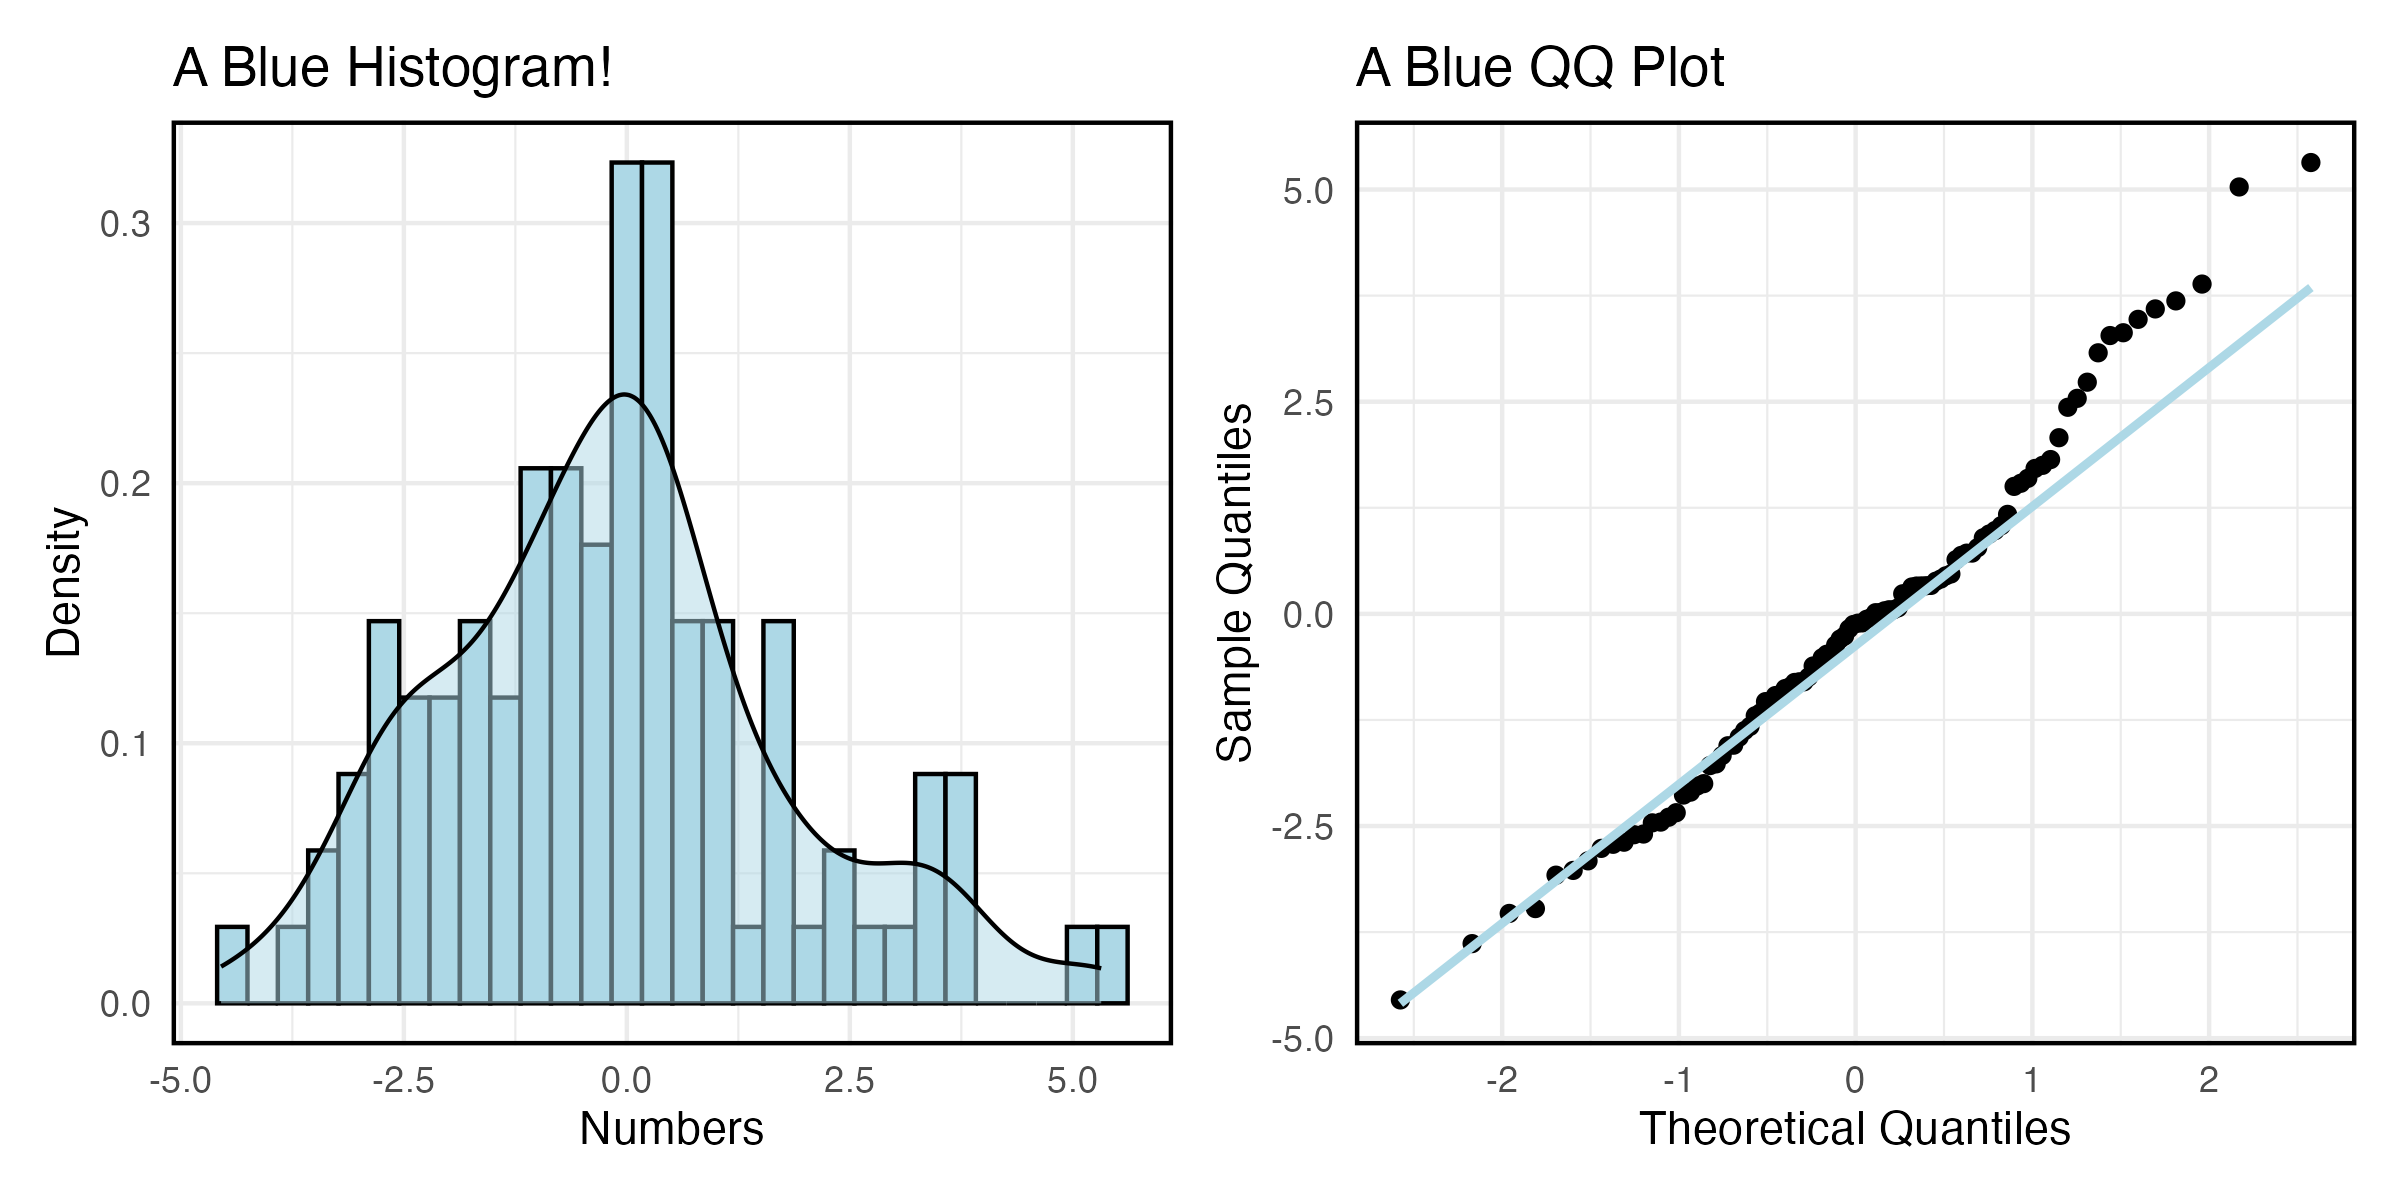 A Blue Histogram!
Density
0.3
0.2
0.1
0.0
-5.0 -2.5 0.0 2.5 5.0
Numbers
A Blue QQ Plot
Sample Quantiles
5.0
2.5
0.0
-2.5
-5.0
-2 -1 0 1 2
Theoretical Quantiles